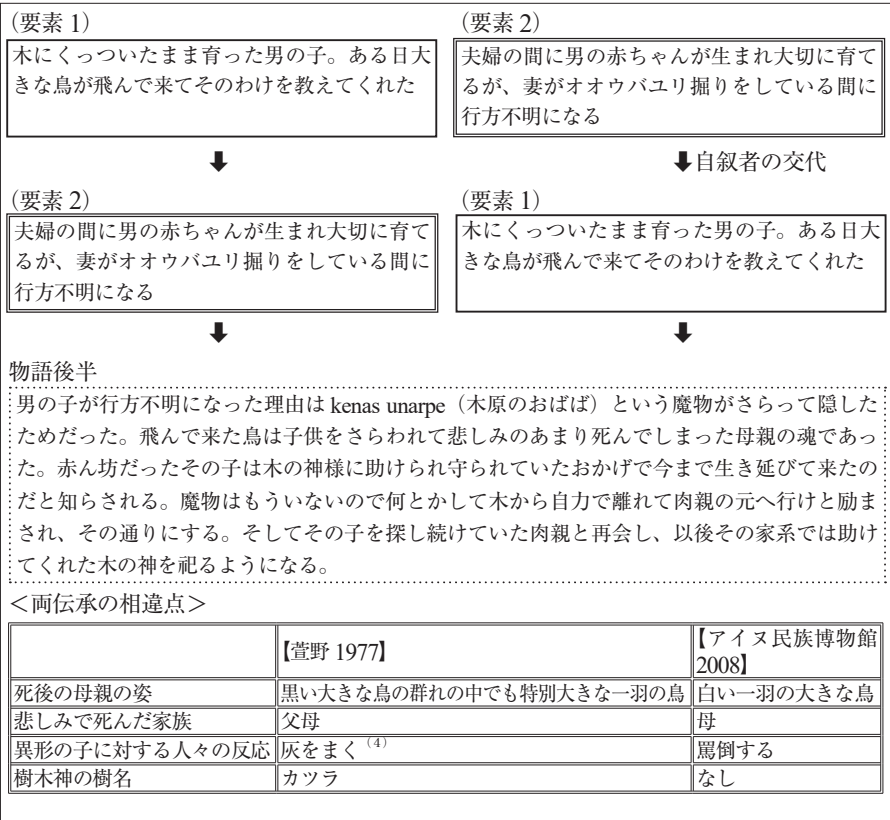 (要素 1)
木にくっついたまま育った男の子。ある日大
きな鳥が飛んで来てそのわけを教えてくれた
(要素 2)
夫婦の間に男の赤ちゃんが生まれ大切に育て
るが、妻がオオウバユリ掘りをしている間に
行方不明になる
⬇
⬇自叙者の交代
(要素 2)
夫婦の間に男の赤ちゃんが生まれ大切に育て
るが、妻がオオウバユリ掘りをしている間に
行方不明になる
(要素 1)
木にくっついたまま育った男の子。ある日大
きな鳥が飛んで来てそのわけを教えてくれた
⬇
⬇
物語後半
男の子が行方不明になった理由は kenas unarpe(木原のおばば)という魔物がさらって隠した
ためだった。飛んで来た鳥は子供をさらわれて悲しみのあまり死んでしまった母親の魂であっ
た。赤ん坊だったその子は木の神様に助けられ守られていたおかげで今まで生き延びて来たの
だと知らされる。魔物はもういないので何とかして木から自力で離れて肉親の元へ行けと励ま
され、その通りにする。そしてその子を探し続けていた肉親と再会し、以後その家系では助け
てくれた木の神を祀るようになる。
<両伝承の相違点>
【萱野 1977】
【アイヌ民族博物館
2008】
死後の母親の姿 黒い大きな鳥の群れの中でも特別大きな一羽の鳥 白い一羽の大きな鳥
悲しみで死んだ家族 父母 母
異形の子に対する人々の反応 灰をまく(4) 罵倒する
樹木神の樹名 カツラ なし